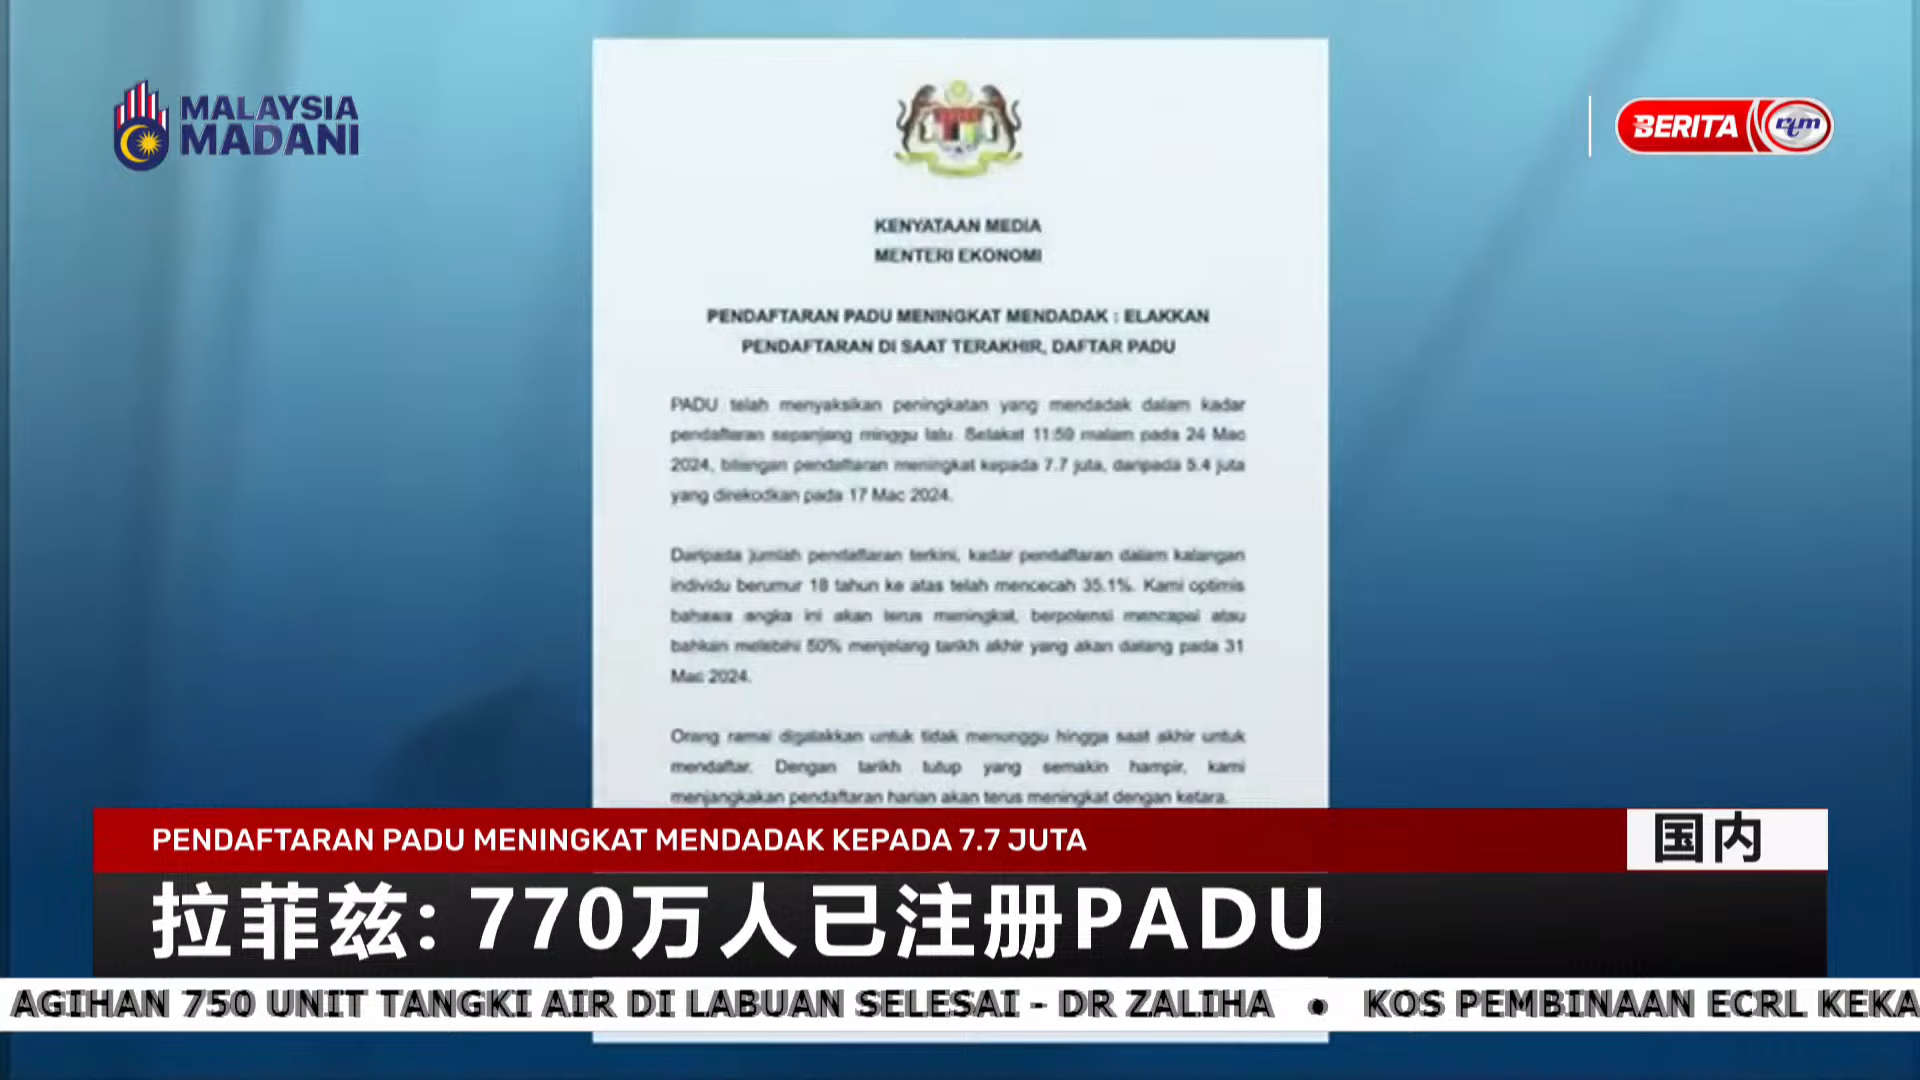 MALAYSIA
MADANI
BERITA rtm
KENYATAAN MEDIA
MENTERI EKONOMI
PENDAFTARAN PADU MENINGKAT MENDADAK : ELAKKAN
PENDAFTARAN DI SAAT TERAKHIR, DAFTAR PADU
PADU telah menyaksikan peningkatan yang mendadak dalam kadar
pendaftaran sepanjang minggu lalu. Setakat 11:59 malam pada 24 Mac
2024, bilangan pendaftaran meningkat kepada 7.7 juta, daripada 5.4 juta
yang direkodkan pada 17 Mac 2024.
Daripada jumlah pendaftaran terkini, kadar pendaftaran dalam kalangan
individu berumur 18 tahun ke atas telah mencecah 35.1%. Kami optimis
bahawa angka ini akan terus meningkat, berpotensi mencapai atau
bahkan melebihi 50% menjelang tarikh akhir yang akan datang pada 31
Mac 2024.
Orang ramai digalakkan untuk tidak menunggu hingga saat akhir untuk
mendaftar. Dengan tarikh tutup yang semakin hampir, kami
menjangkakan pendaftaran harian akan terus meningkat dengan ketara.
PENDAFTARAN PADU MENINGKAT MENDADAK KEPADA 7.7 JUTA
国内
拉菲兹: 770万人已注册PADU
AGIHAN 750 UNIT TANGKI AIR DI LABUAN SELESAI - DR ZALIHA • KOS PEMBINAAN ECRL KEKA